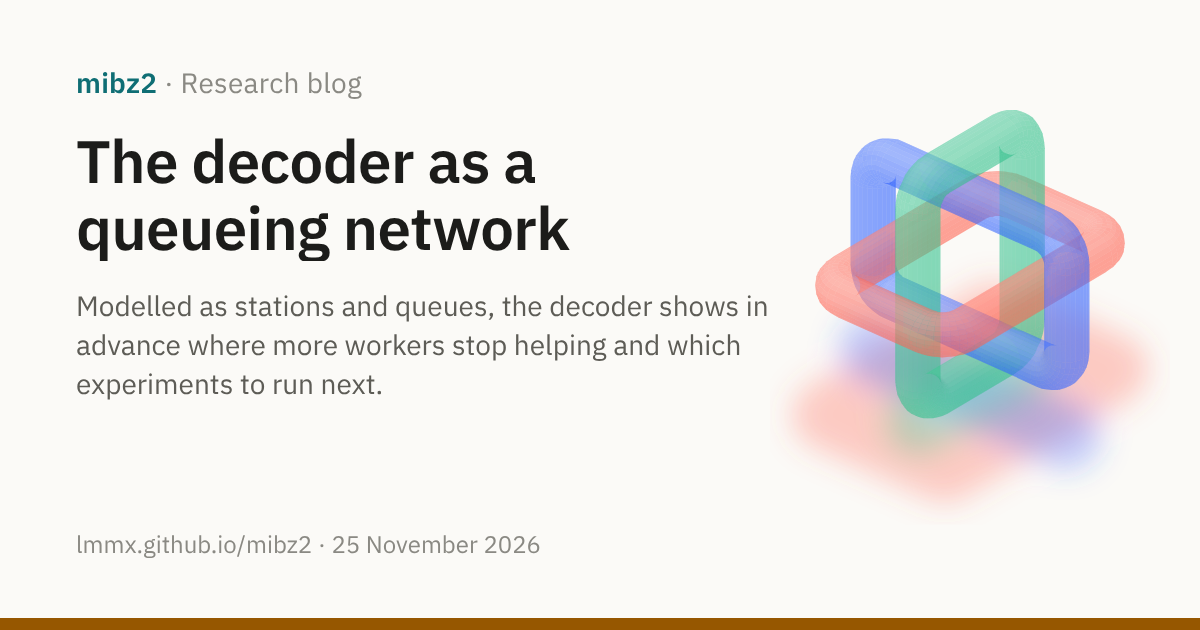 mibz2 · Research blog
The decoder as a
queueing network
Modelled as stations and queues, the decoder shows in
advance where more workers stop helping and which
experiments to run next.
lmmx.github.io/mibz2 · 25 November 2026